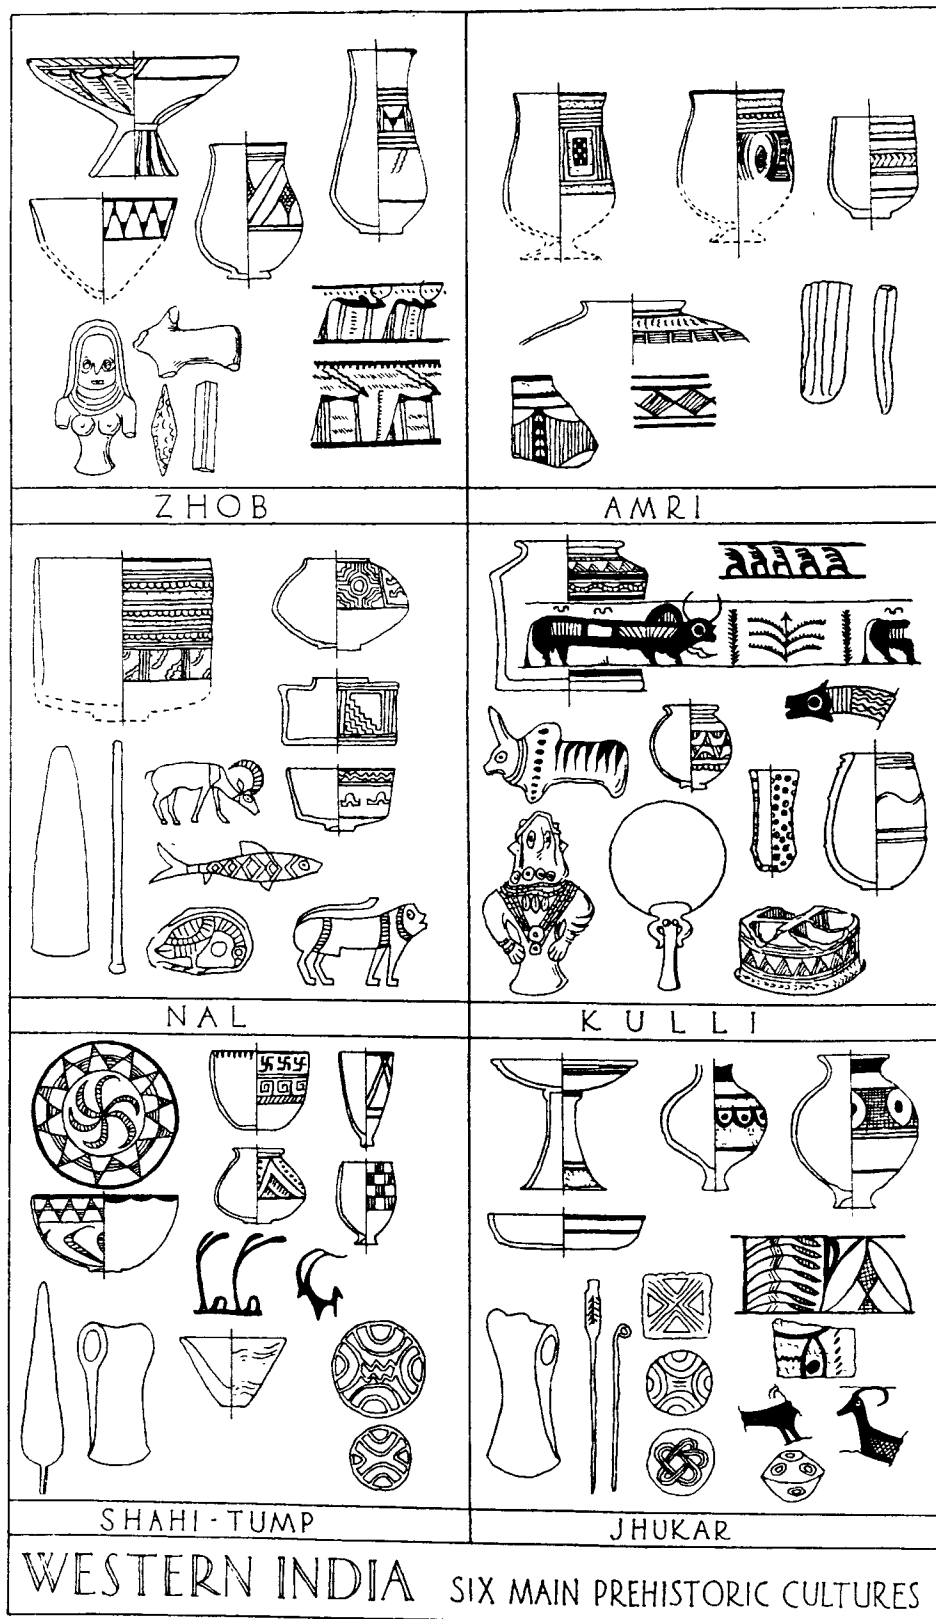 ZHOB
AMRI
NAL
KULLI
SHAHI-TUMP
JHUKAR
WESTERN INDIA SIX MAIN PREHISTORIC CULTURES